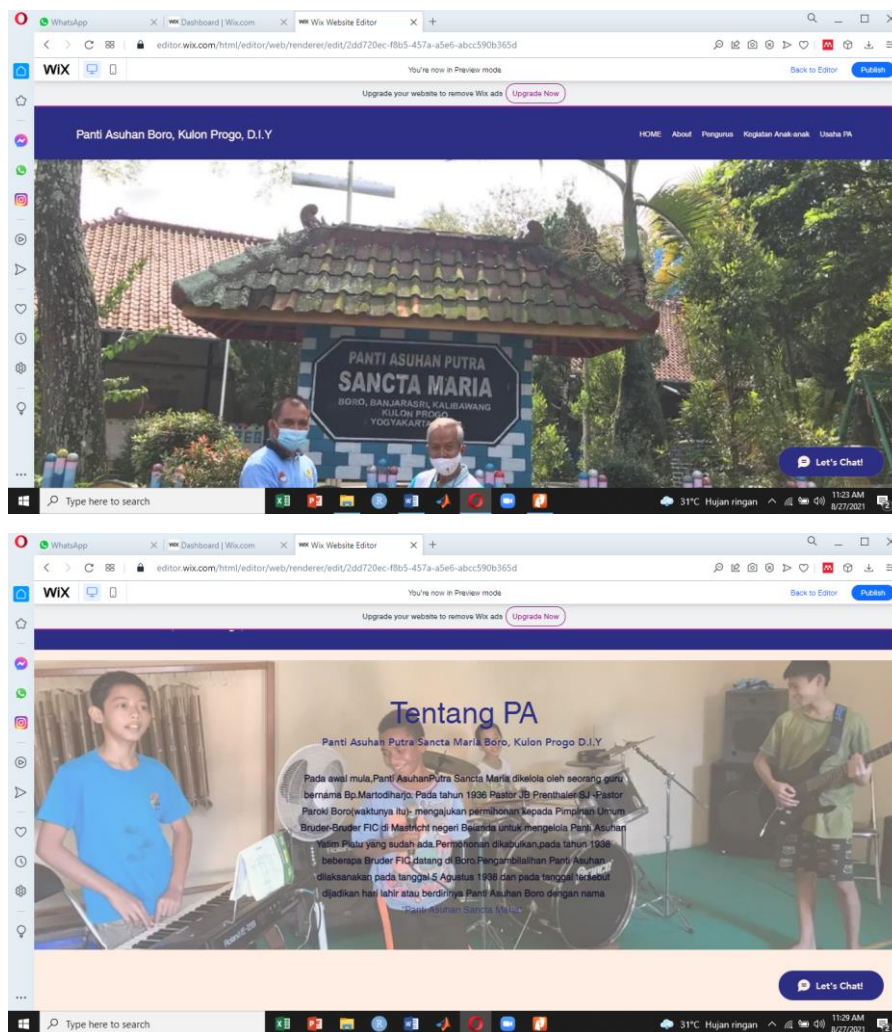 WhatsApp
Dashboard | Wix.com
Wix Website Editor
editor.wix.com/html/editor/web/renderer/edit/2dd720ec-f8b5-457a-a5e6-abcc590b365d
WiX
You're now in Preview mode
Back to Editor
Publish
Upgrade your website to remove Wix ads
Upgrade Now
Panti Asuhan Boro, Kulon Progo, D.I.Y
HOME About Pengurus Kegiatan Anak-anak Usaha PA
PANTI ASUHAN PUTRA
SANCTA MARIA
BORO, BANJARASRI, KALIBAWANG
KULON PROGO
YOGYAKARTA
Let's Chat!
Type here to search
31°C Hujan ringan
11:23 AM
8/27/2021
WhatsApp
Dashboard | Wix.com
Wix Website Editor
editor.wix.com/html/editor/web/renderer/edit/2dd720ec-f8b5-457a-a5e6-abcc590b365d
WiX
You're now in Preview mode
Back to Editor
Publish
Upgrade your website to remove Wix ads
Upgrade Now
Tentang PA
Panti Asuhan Putra Sancta Maria Boro, Kulon Progo D.I.Y
Pada awal mula,Panti AsuhanPutra Sancta Maria dikelola oleh seorang guru
bernama Bp.Martodiharjo. Pada tahun 1936 Pastor JB Prenthaler SJ -Pastor
Paroki Boro(waktunya itu)- mengajukan permihonan kepada Pimpinan Umum
Bruder-Bruder FIC di Mastricht negeri Belanda untuk mengelola Panti Asuhan
Yatim Piatu yang sudah ada.Permohonan dikabulkan,pada tahun 1938
beberapa Bruder FIC datang di Boro.Pengambilalihan Panti Asuhan
dilaksanakan pada tanggal 5 Agustus 1938 dan pada tanggal tersebut
dijadikan hari lahir atau berdirinya Panti Asuhan Boro dengan nama
"Panti Asuhan Sancta Maria"
Let's Chat!
Type here to search
31°C Hujan ringan
11:29 AM
8/27/2021